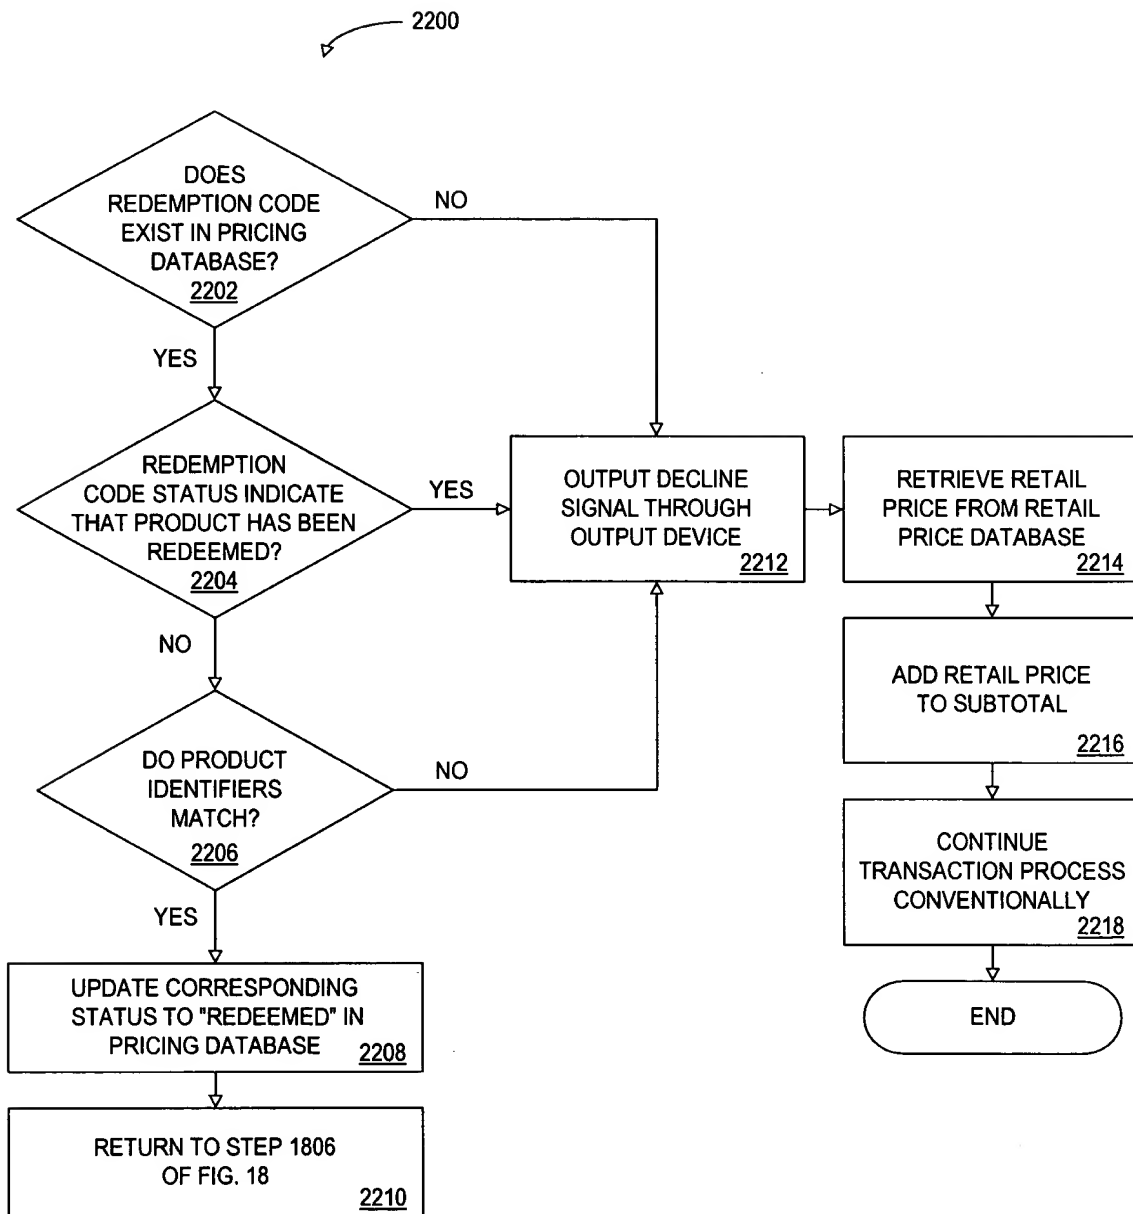 2200
DOES
REDEMPTION CODE
EXIST IN PRICING
DATABASE?
2202
NO
YES
REDEMPTION
CODE STATUS INDICATE
THAT PRODUCT HAS BEEN
REDEEMED?
2204
YES
NO
OUTPUT DECLINE
SIGNAL THROUGH
OUTPUT DEVICE
2212
RETRIEVE RETAIL
PRICE FROM RETAIL
PRICE DATABASE
2214
DO PRODUCT
IDENTIFIERS
MATCH?
2206
NO
YES
ADD RETAIL PRICE
TO SUBTOTAL
2216
CONTINUE
TRANSACTION PROCESS
CONVENTIONALLY
2218
END
UPDATE CORRESPONDING
STATUS TO "REDEEMED" IN
PRICING DATABASE
2208
RETURN TO STEP 1806
OF FIG. 18
2210